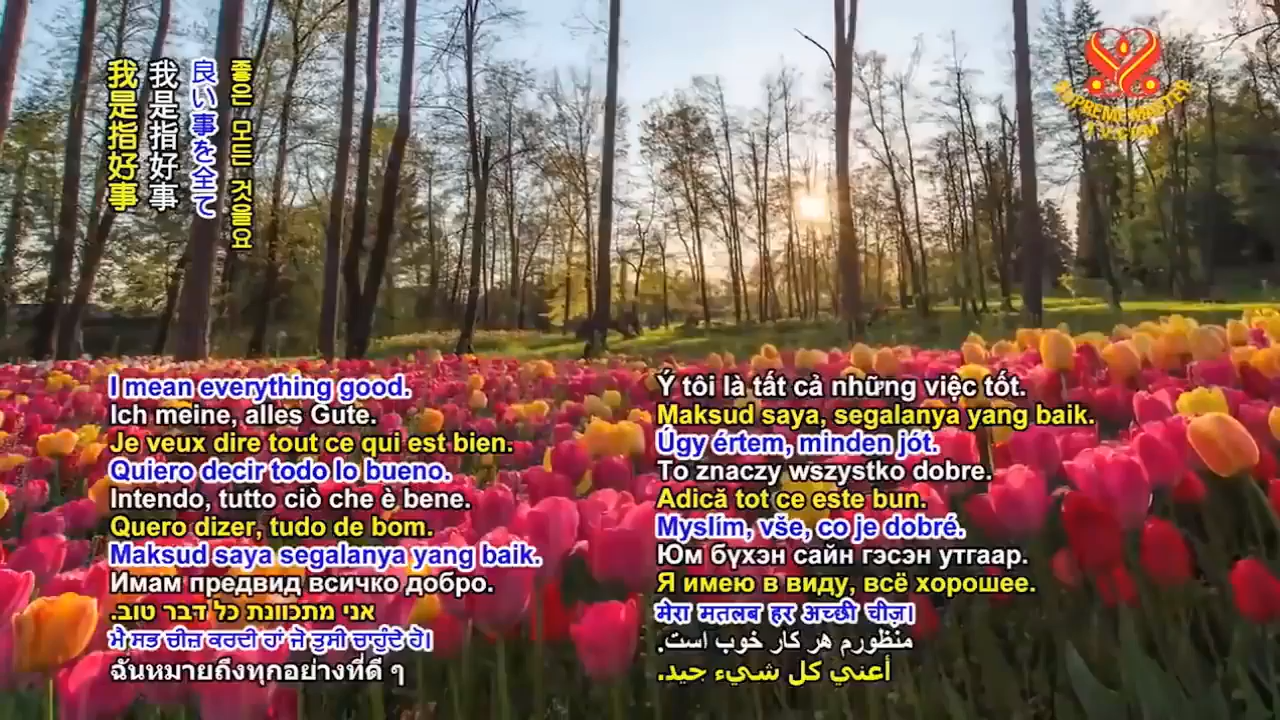 我是指好事
我是指好事
良い事を全て
좋은 모든 것을요
SUPREME MASTER
TV.COM
I mean everything good.
Ich meine, alles Gute.
Je veux dire tout ce qui est bien.
Quiero decir todo lo bueno.
Intendo, tutto ciò che è bene.
Quero dizer, tudo de bom.
Maksud saya segalanya yang baik.
Имам предвид всичко добро.
אני מתכוונת כל דבר טוב.
ਮੈ ਸਭ ਚੀਜ਼ ਕਰਦੀ ਹਾਂ ਜੋ ਤੁਸੀ ਚਾਹੁੰਦੇ ਹੋ।
ฉันหมายถึงทุกอย่างที่ดี ๆ
Ý tôi là tất cả những việc tốt.
Maksud saya, segalanya yang baik.
Úgy értem, minden jót.
To znaczy wszystko dobre.
Adică tot ce este bun.
Myslím, vše, co je dobré.
Юм бүхэн сайн гэсэн утгаар.
Я имею в виду, всё хорошее.
मेरा मतलब हर अच्छी चीज़।
منظورم هر کار خوب است.
أعني كل شيء جيد.